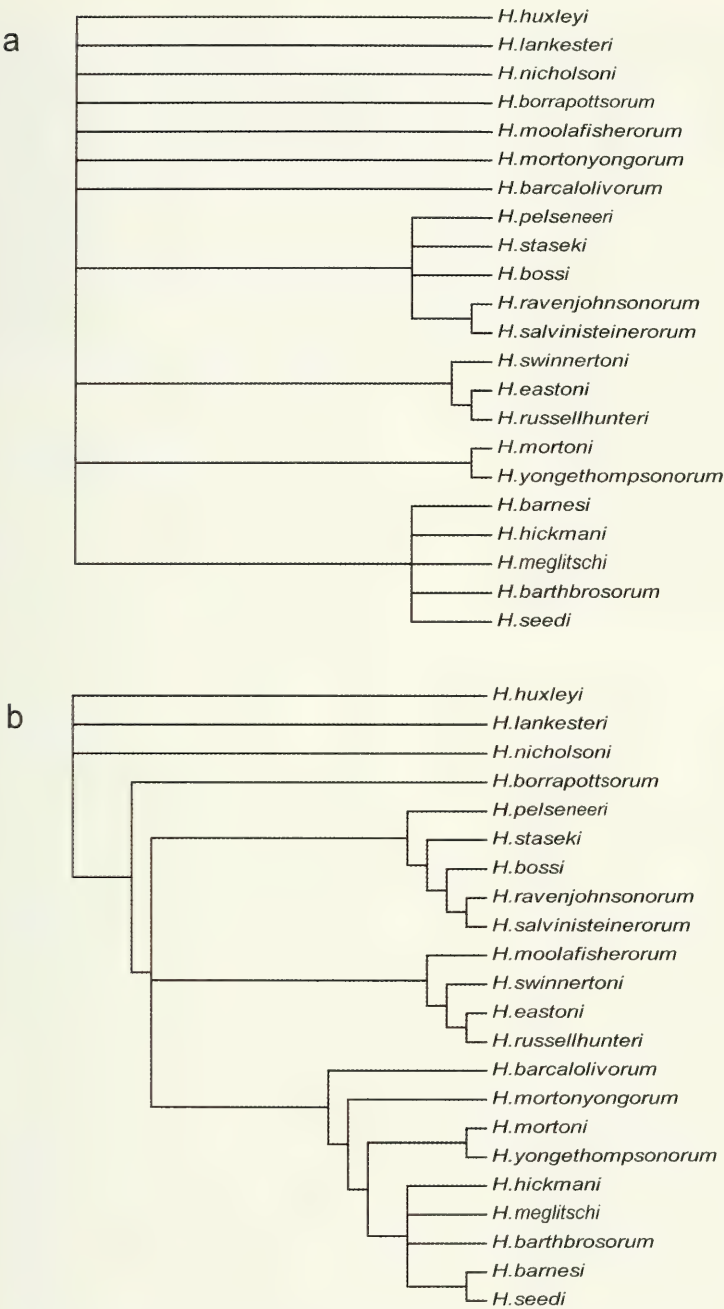 a
H.huxleyi
H.lankesteri
H.nicholsoni
H.borrapottsorum
H.moolafisherorum
H.mortonyongorum
H.barcalolivorum
H.pelseneeri
H.staseki
H.bossi
H.ravenjohnsonorum
H.salvinisteinerorum
H.swinnertoni
H.eastoni
H.russellhunteri
H.mortoni
H.yongethompsonorum
H.barnesi
H.hickmani
H.meglitschi
H.barthbrosorum
H.seedi
b
H.huxleyi
H.lankesteri
H.nicholsoni
H.borrapottsorum
H.pelseneeri
H.staseki
H.bossi
H.ravenjohnsonorum
H.salvinisteinerorum
H.moolafisherorum
H.swinnertoni
H.eastoni
H.russellhunteri
H.barcalolivorum
H.mortonyongorum
H.mortoni
H.yongethompsonorum
H.hickmani
H.meglitschi
H.barthbrosorum
H.barnesi
H.seedi